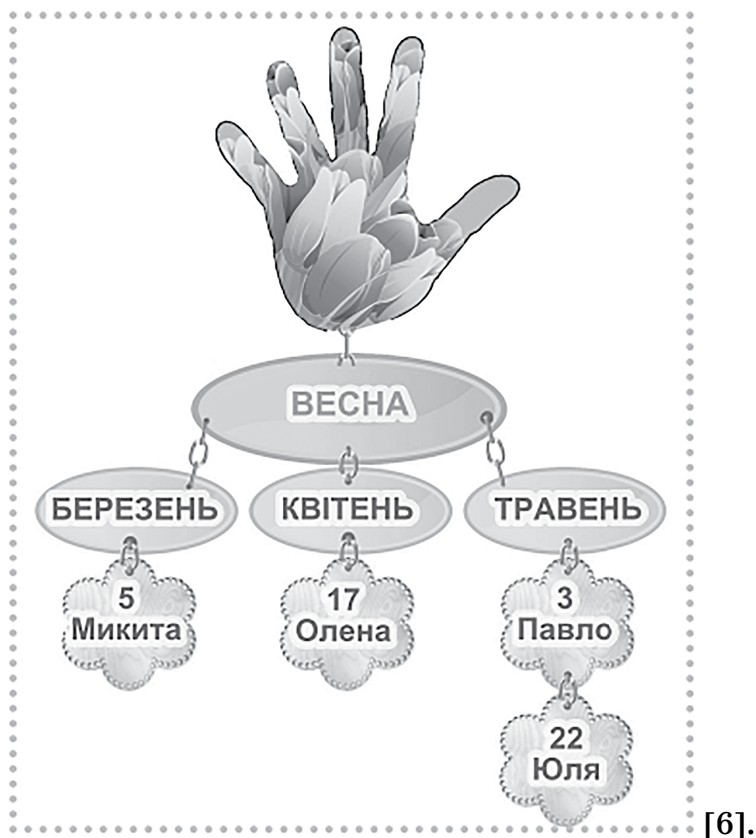 ВЕСНА
БЕРЕЗЕНЬ КВІТЕНЬ ТРАВЕНЬ
5
Микита
17
Олена
3
Павло
22
Юля
[6].